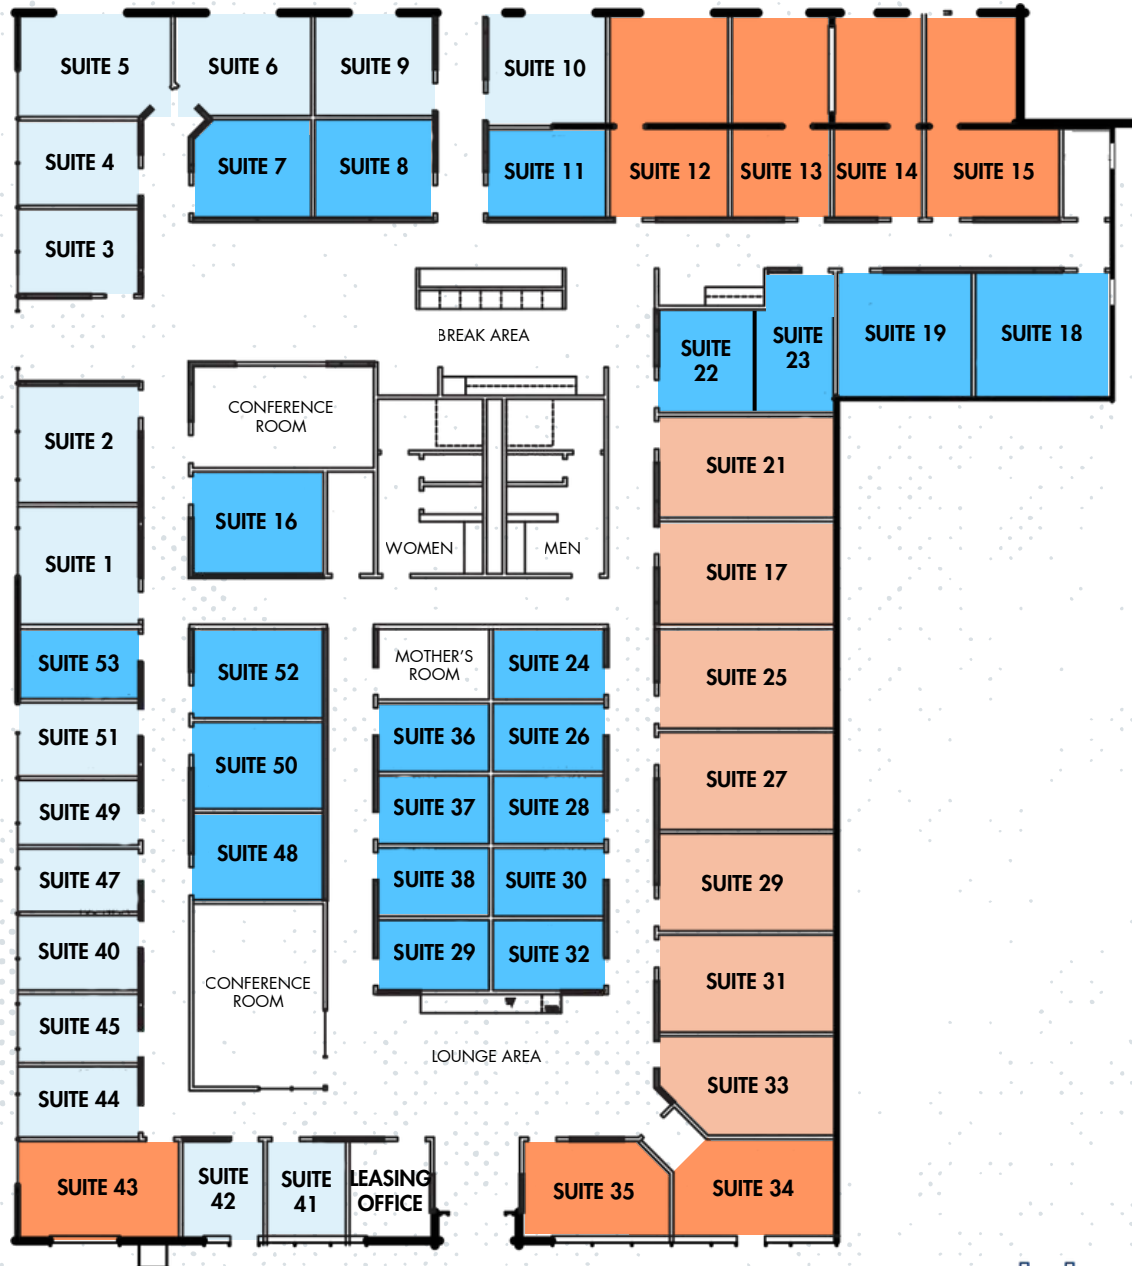 SUITE 5
SUITE 6
SUITE 9
SUITE 10
SUITE 4
SUITE 7
SUITE 8
SUITE 11
SUITE 12
SUITE 13
SUITE 14
SUITE 15
SUITE 3
BREAK AREA
SUITE
22
SUITE
23
SUITE 19
SUITE 18
CONFERENCE
ROOM
SUITE 2
SUITE 21
SUITE 16
WOMEN
MEN
SUITE 1
SUITE 17
SUITE 53
SUITE 52
MOTHER'S
ROOM
SUITE 24
SUITE 25
SUITE 51
SUITE 50
SUITE 36
SUITE 26
SUITE 27
SUITE 49
SUITE 37
SUITE 28
SUITE 47
SUITE 48
SUITE 38
SUITE 30
SUITE 29
SUITE 40
SUITE 29
SUITE 32
SUITE 31
CONFERENCE
ROOM
SUITE 45
LOUNGE AREA
SUITE 44
SUITE 33
SUITE 43
SUITE
42
SUITE
41
LEASING
OFFICE
SUITE 35
SUITE 34